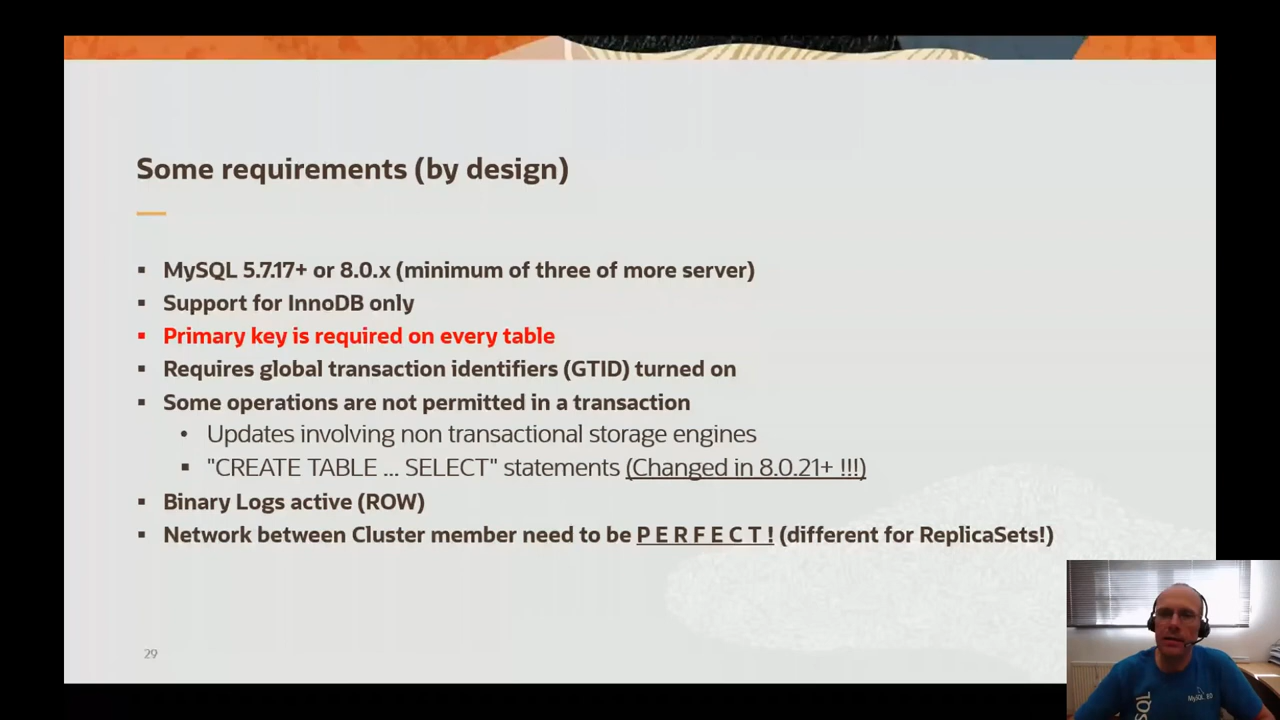 Some requirements (by design)
▪ MySQL 5.7.17+ or 8.0.x (minimum of three of more server)
▪ Support for InnoDB only
▪ Primary key is required on every table
▪ Requires global transaction identifiers (GTID) turned on
▪ Some operations are not permitted in a transaction
• Updates involving non transactional storage engines
▪ "CREATE TABLE ... SELECT" statements (Changed in 8.0.21+ !!!)
▪ Binary Logs active (ROW)
▪ Network between Cluster member need to be P E R F E C T ! (different for ReplicaSets!)
29
MySQL